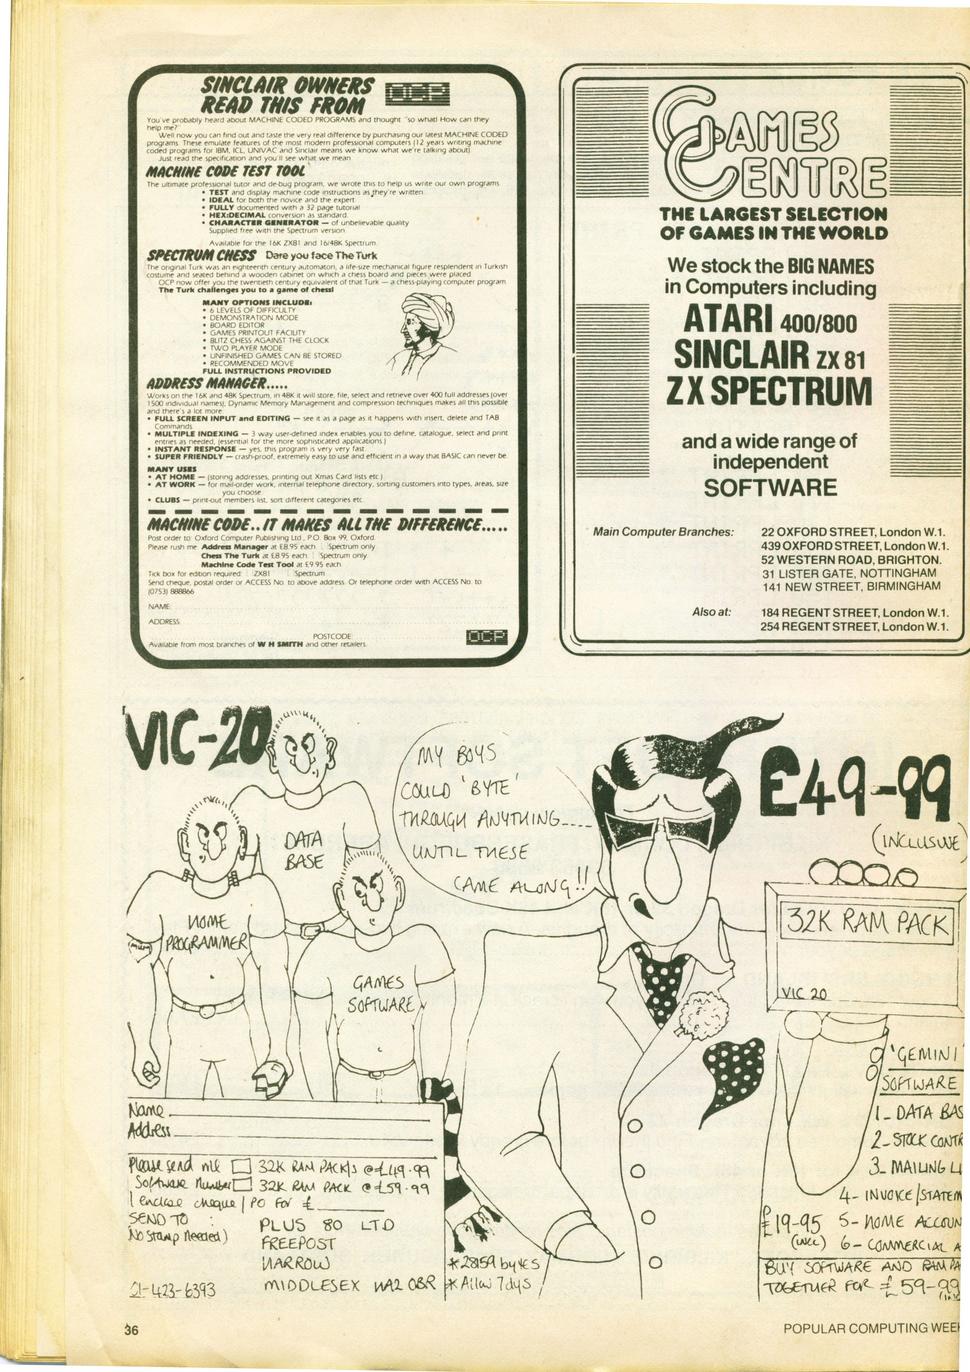 SINCLAIR OWNERS
READ THIS FROM
OCP
You've probably heard about MACHINE CODED PROGRAMS and thought "so what! How can they
help me?"
Well now you can find out and taste the very real difference by purchasing our latest MACHINE CODED
programs. These emulate features of the most modern professional computers (12 years writing machine
coded programs for IBM, ICL, UNIVAC and Sinclair means we know what we're talking about).
Just read the specification and you'll see what we mean.
MACHINE CODE TEST TOOL
The ultimate professional tutor and de-bug program, we wrote this to help us write our own programs.
• TEST and display machine code instructions as they're written.
• IDEAL for both the novice and the expert.
• FULLY documented with a 32 page tutorial
• HEX:DECIMAL conversion as standard.
• CHARACTER GENERATOR — of unbelievable quality
Supplied free with the Spectrum version.
Available for the 16K ZX81 and 16/48K Spectrum.
SPECTRUM CHESS Dare you face The Turk
The original Turk was an eighteenth century automaton, a life-size mechanical figure resplendent in Turkish
costume and seated behind a wooden cabinet on which a chess board and pieces were placed.
OCP now offer you the twentieth century equivalent of that Turk — a chess-playing computer program.
The Turk challenges you to a game of chess!
MANY OPTIONS INCLUDE:
• 6 LEVELS OF DIFFICULTY
• DEMONSTRATION MODE
• BOARD EDITOR
• GAMES PRINTOUT FACILITY
• BLITZ CHESS AGAINST THE CLOCK
• TWO PLAYER MODE
• UNFINISHED GAMES CAN BE STORED
• RECOMMENDED MOVE
FULL INSTRUCTIONS PROVIDED
ADDRESS MANAGER.....
Works on the 16K and 48K Spectrum, in 48K it will store, file, select and retrieve over 400 full addresses (over
1500 individual names). Dynamic Memory Management and compression techniques makes all this possible
and there's a lot more.
• FULL SCREEN INPUT and EDITING — see it as a page as it happens with insert, delete and TAB
Commands.
• MULTIPLE INDEXING — 3 way user-defined index enables you to define, catalogue, select and print
entries as needed, (essential for the more sophisticated applications.)
• INSTANT RESPONSE — yes, this program is very very fast.
• SUPER FRIENDLY — crash-proof, extremely easy to use and efficient in a way that BASIC can never be.
MANY USES
• AT HOME — (storing addresses, printing out Xmas Card lists etc.)
• AT WORK — for mail-order work, internal telephone directory, sorting customers into types, areas, size
you choose.
• CLUBS — print-out members list, sort different categories etc.
MACHINE CODE..IT MAKES ALL THE DIFFERENCE.....
Post order to: Oxford Computer Publishing Ltd., P.O. Box 99, Oxford.
Please rush me: Address Manager at £8.95 each Spectrum only
Chess The Turk at £8.95 each Spectrum only
Machine Code Test Tool at £9.95 each
Tick box for edition required: ZX81 Spectrum
Send cheque, postal order or ACCESS No. to above address. Or telephone order with ACCESS No. to
(0753) 888866
NAME:
ADDRESS:
POSTCODE:
Available from most branches of W H SMITH and other retailers.
OCP
GAMES
CENTRE
THE LARGEST SELECTION
OF GAMES IN THE WORLD
We stock the BIG NAMES
in Computers including
ATARI 400/800
SINCLAIR ZX 81
ZX SPECTRUM
and a wide range of
independent
SOFTWARE
Main Computer Branches: 22 OXFORD STREET, London W.1.
439 OXFORD STREET, London W.1.
52 WESTERN ROAD, BRIGHTON.
31 LISTER GATE, NOTTINGHAM
141 NEW STREET, BIRMINGHAM
Also at: 184 REGENT STREET, London W.1.
254 REGENT STREET, London W.1.
VIC-20
DATA
BASE
HOME
PROGRAMMER
GAMES
SOFTWARE
MY BOYS
COULD 'BYTE'
THROUGH ANYTHING....
UNTIL THESE
CAME ALONG!!
£49-99
(INCLUSIVE)
32K RAM PACK
VIC 20
'GEMINI'
SOFTWARE
1- DATA BAS
2- STOCK CONTR
3- MAILING LI
4- INVOICE/STATEM
£19-95 5- HOME ACCOUN
(INCL) 6- COMMERCIAL A
BUY SOFTWARE AND RAM PA
TOGETHER FOR £59-99
Name
Address
Please send me 32K RAM PACK/S @ £49.99
Software Number 32K RAM PACK @ £59.99
I enclose cheque / PO FOR £
SEND TO:
No Stamp Needed)
PLUS 80 LTD
FREEPOST
HARROW
MIDDLESEX HA2 0BR
01-423-6393
* 28159 bytes
* Allow 7dys
36
POPULAR COMPUTING WEE